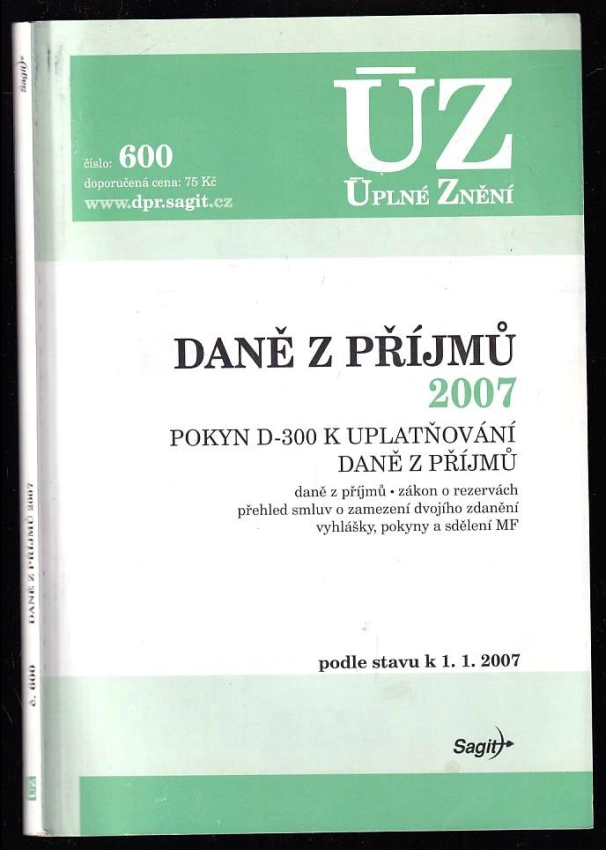 číslo: 600
doporučená cena: 75 Kč
www.dpr.sagit.cz
ÚZ
ÚPLNÉ ZNĚNÍ
DANĚ Z PŘÍJMŮ
2007
POKYN D-300 K UPLATŇOVÁNÍ
DANĚ Z PŘÍJMŮ
daně z příjmů • zákon o rezervách
přehled smluv o zamezení dvojího zdanění
vyhlášky, pokyny a sdělení MF
podle stavu k 1. 1. 2007
Sagit
Sagit
č. 600 DANĚ Z PŘÍJMŮ 2007
ÚZ